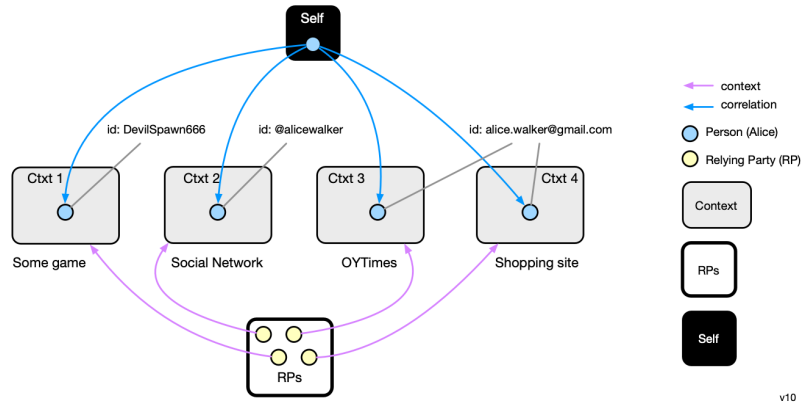 Self
id: DevilSpawn666
id: @alicewalker
id: alice.walker@gmail.com
Ctxt 1
Ctxt 2
Ctxt 3
Ctxt 4
Some game
Social Network
OYTimes
Shopping site
RPs
context
correlation
Person (Alice)
Relying Party (RP)
Context
RPs
Self
v10